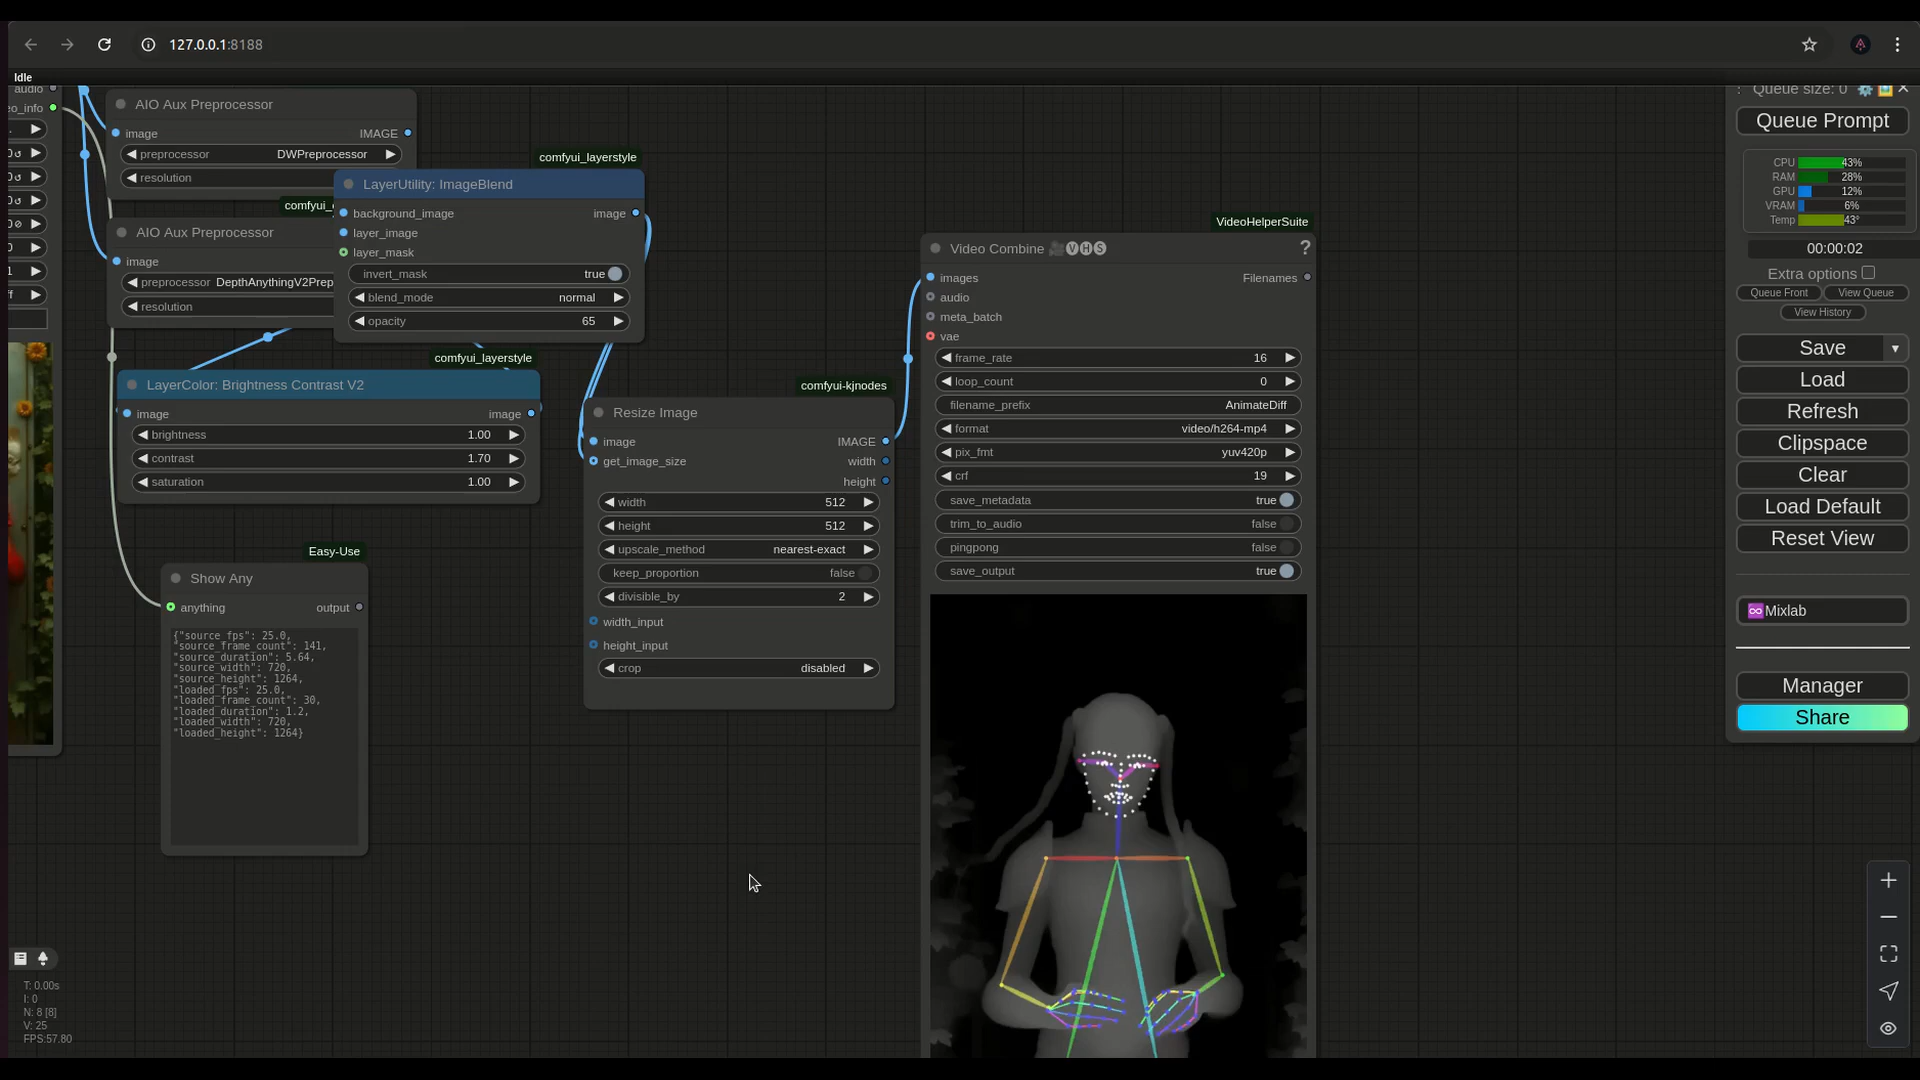 127.0.0.1:8188
Idle
audio
eo_info
AIO Aux Preprocessor
image
IMAGE
preprocessor
DWPreprocessor
resolution
comfyui_
AIO Aux Preprocessor
image
preprocessor
DepthAnythingV2Prep
resolution
comfyui_layerstyle
LayerUtility: ImageBlend
background_image
image
layer_image
layer_mask
invert_mask
true
blend_mode
normal
opacity
65
comfyui_layerstyle
LayerColor: Brightness Contrast V2
image
image
brightness
1.00
contrast
1.70
saturation
1.00
Easy-Use
Show Any
anything
output
{"source_fps": 25.0,
"source_frame_count": 141,
"source_duration": 5.64,
"source_width": 720,
"source_height": 1264,
"loaded_fps": 25.0,
"loaded_frame_count": 30,
"loaded_duration": 1.2,
"loaded_width": 720,
"loaded_height": 1264}
comfyui-kjnodes
Resize Image
image
IMAGE
get_image_size
width
height
width
512
height
512
upscale_method
nearest-exact
keep_proportion
false
divisible_by
2
width_input
height_input
crop
disabled
VideoHelperSuite
Video Combine 🎥🅥🅗🅢
?
images
Filenames
audio
meta_batch
vae
frame_rate
16
loop_count
0
filename_prefix
AnimateDiff
format
video/h264-mp4
pix_fmt
yuv420p
crf
19
save_metadata
true
trim_to_audio
false
pingpong
false
save_output
true
Queue size: 0
Queue Prompt
CPU 43%
RAM 28%
GPU 12%
VRAM 6%
Temp 43°
00:00:02
Extra options
Queue Front
View Queue
View History
Save
Load
Refresh
Clipspace
Clear
Load Default
Reset View
Mixlab
Manager
Share
T: 0.00s
I: 0
N: 8 [8]
V: 25
FPS:57.80